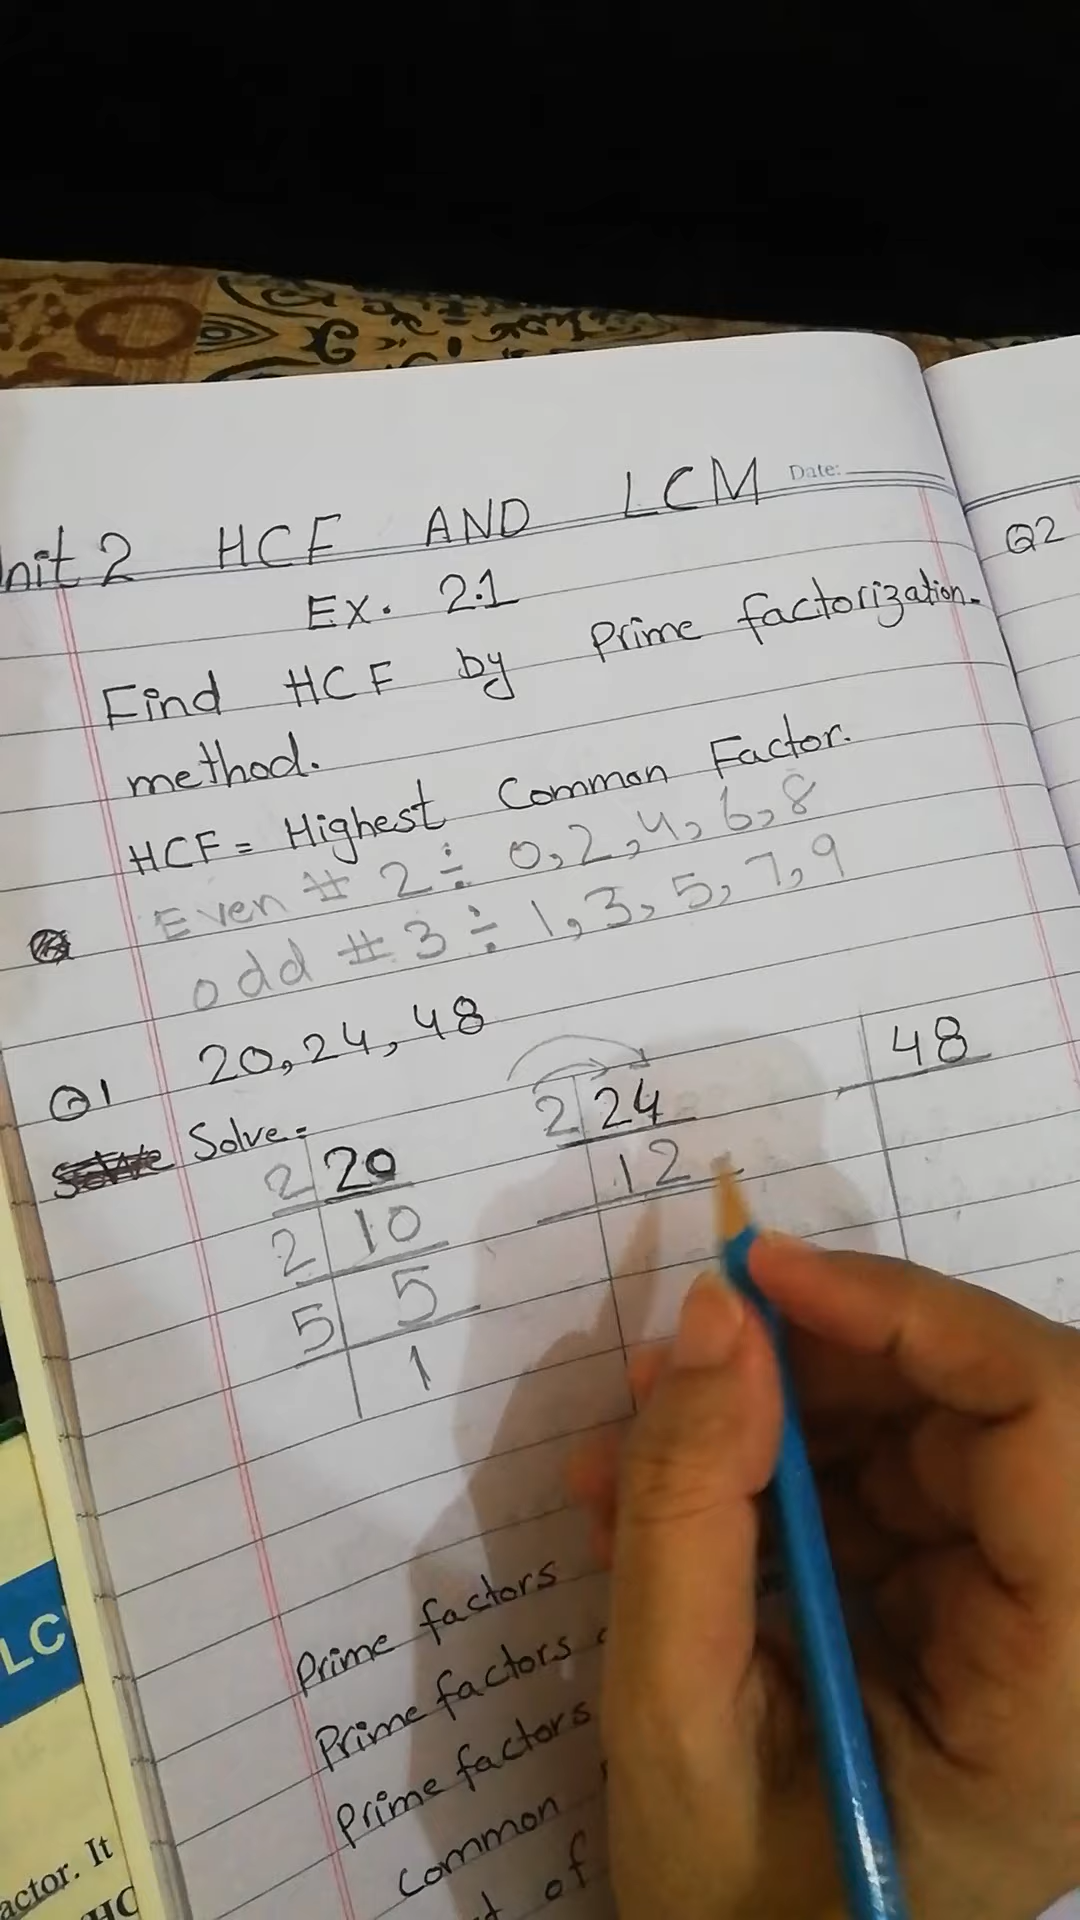 Date:
nit 2 HCF AND LCM
Ex. 2.1
Find HCF by Prime factorization.
method.
HCF = Highest Common Factor.
Even # 2 ÷ 0,2,4,6,8
odd # 3 ÷ 1,3,5,7,9
Q1 20,24,48
Solve=
2 20
2 10
5 5
1
2 24
12
48
Prime factors
Prime factors
Prime factors
Common
of
Q2
LC
actor. It
HC